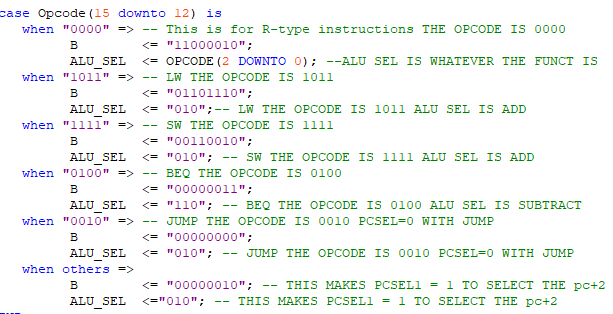 case Opcode(15 downto 12) is
when "0000" => -- This is for R-type instructions THE OPCODE IS 0000
B <= "11000010";
ALU_SEL <= OPCODE(2 DOWNTO 0); --ALU SEL IS WHATEVER THE FUNCT IS
when "1011" => -- LW THE OPCODE IS 1011
B <= "01101110";
ALU_SEL <= "010";-- LW THE OPCODE IS 1011 ALU SEL IS ADD
when "1111" => -- SW THE OPCODE IS 1111
B <= "00110010";
ALU_SEL <= "010"; -- SW THE OPCODE IS 1111 ALU SEL IS ADD
when "0100" => -- BEQ THE OPCODE IS 0100
B <= "00000011";
ALU_SEL <= "110"; -- BEQ THE OPCODE IS 0100 ALU SEL IS SUBTRACT
when "0010" => -- JUMP THE OPCODE IS 0010 PCSEL=0 WITH JUMP
B <= "00000000";
ALU_SEL <= "010"; -- JUMP THE OPCODE IS 0010 PCSEL=0 WITH JUMP
when others =>
B <= "00000010"; -- THIS MAKES PCSEL1 = 1 TO SELECT THE pc+2
ALU_SEL <="010"; -- THIS MAKES PCSEL1 = 1 TO SELECT THE pc+2